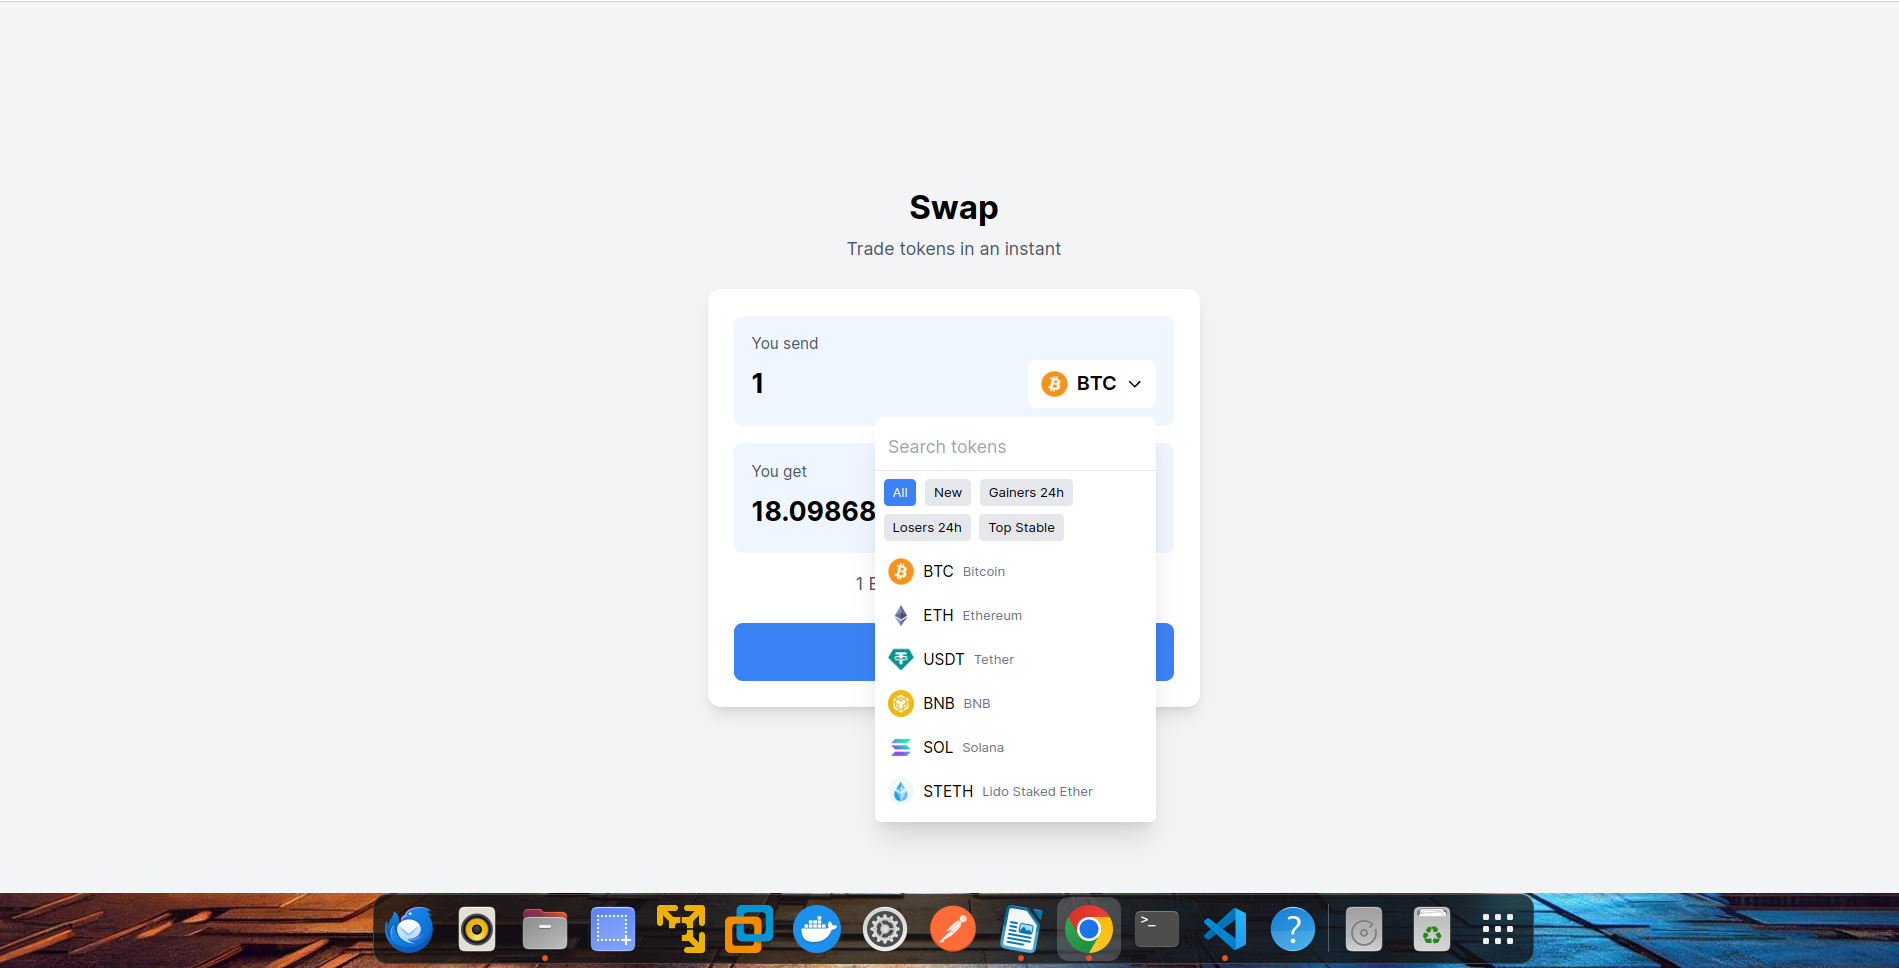 Swap
Trade tokens in an instant
You send
1
BTC
Search tokens
You get
18.09868
All New Gainers 24h
Losers 24h Top Stable
BTC Bitcoin
1
ETH Ethereum
USDT Tether
BNB BNB
SOL Solana
STETH Lido Staked Ether
>_
?